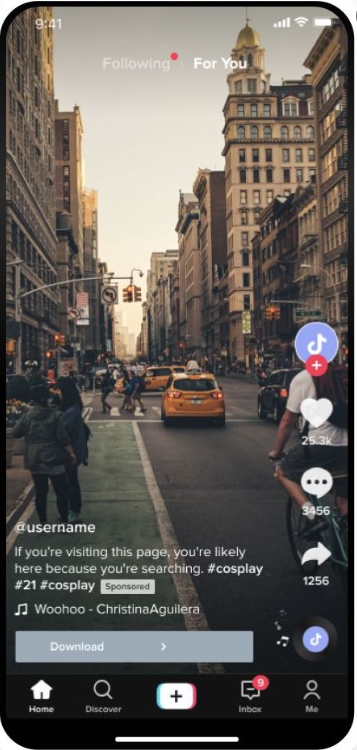 9:41
Following
For You
25.3k
3456
1256
@username
If you're visiting this page, you're likely
here because you're searching. #cosplay
#21 #cosplay Sponsored
Woohoo - ChristinaAguilera
Download
Home
Discover
9
Inbox
Me